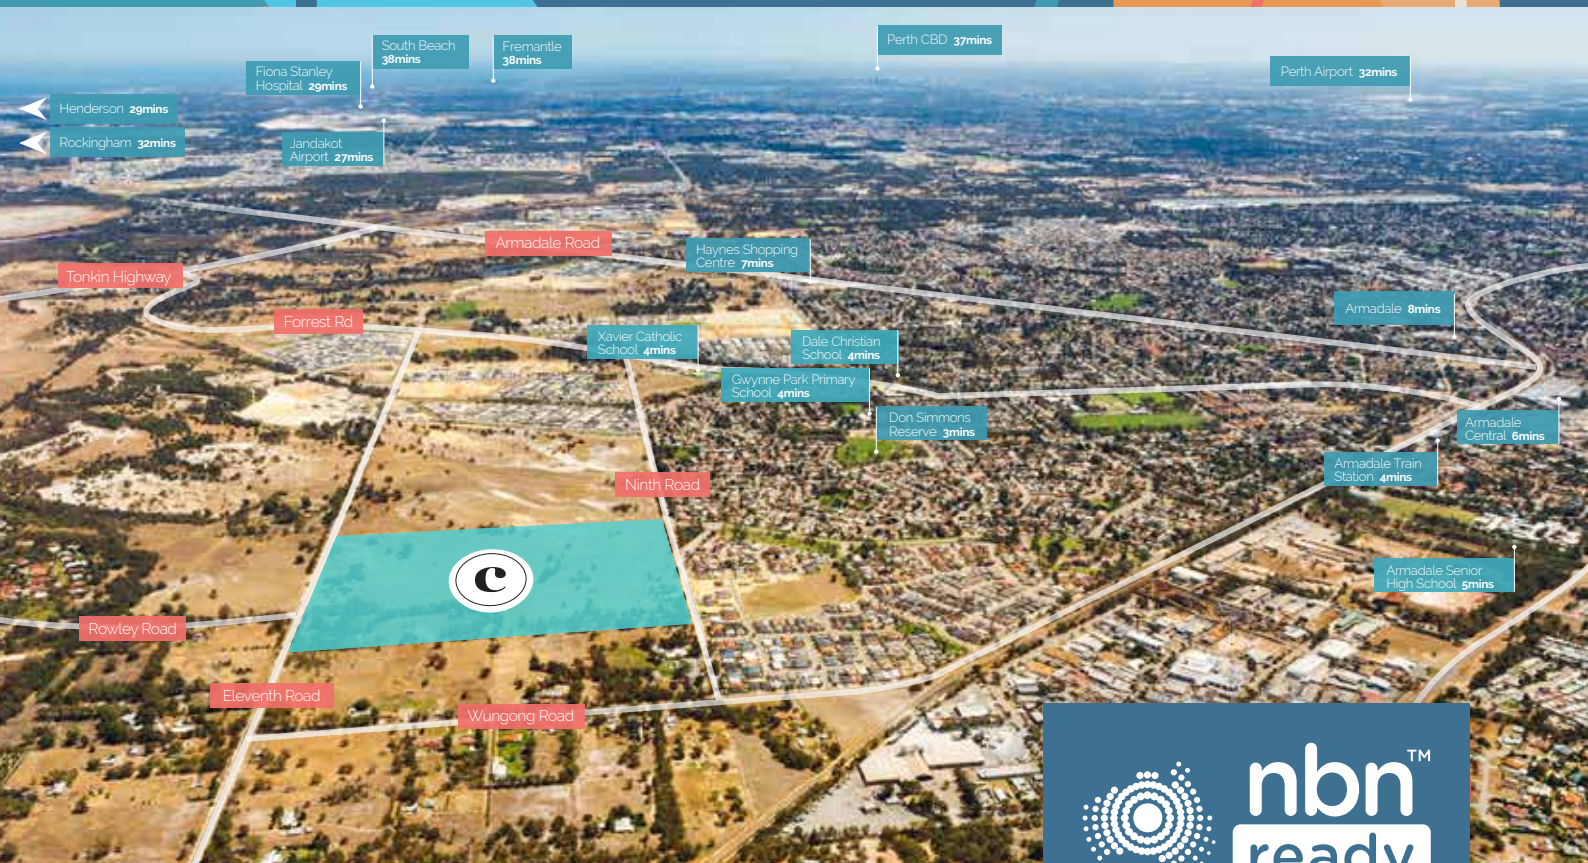 South Beach
38mins
Fremantle
38mins
Perth CBD 37mins
Fiona Stanley
Hospital 29mins
Perth Airport 32mins
Henderson 29mins
Rockingham 32mins
Jandakot
Airport 27mins
Armadale Road
Haynes Shopping
Centre 7mins
Tonkin Highway
Armadale 8mins
Forrest Rd
Xavier Catholic
School 4mins
Dale Christian
School 4mins
Gwynne Park Primary
School 4mins
Don Simmons
Reserve 3mins
Armadale
Central 6mins
Armadale Train
Station 4mins
Ninth Road
Armadale Senior
High School 5mins
c
Rowley Road
Eleventh Road
Wungong Road
nbn™
ready